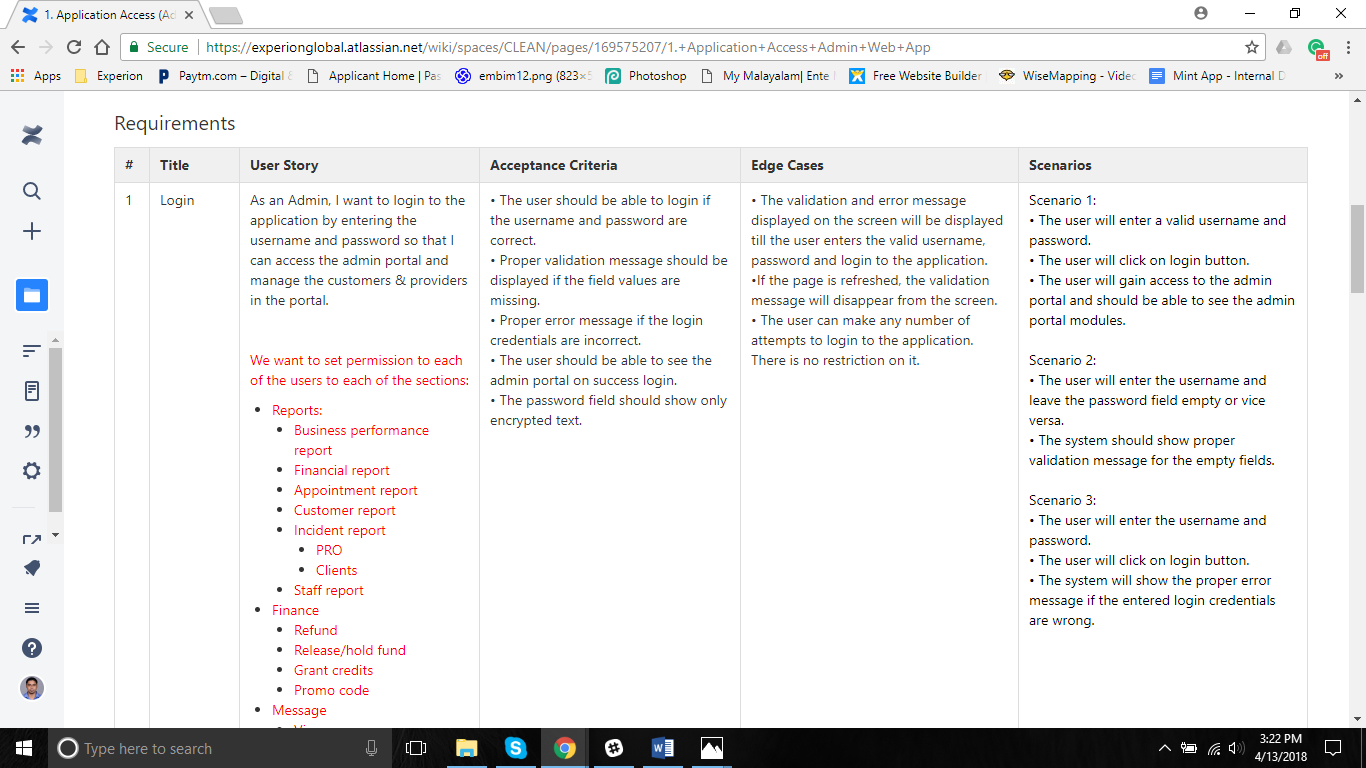 1. Application Access (Ad
Secure
https://experionglobal.atlassian.net/wiki/spaces/CLEAN/pages/169575207/1.+Application+Access+Admin+Web+App
off
Apps
Experion
Paytm.com – Digital &
Applicant Home | Pas
embim12.png (823×5
Photoshop
My Malayalam| Ente
Free Website Builder
WiseMapping - Vide
Mint App - Internal D
Requirements
#
Title
User Story
Acceptance Criteria
Edge Cases
Scenarios
1
Login
As an Admin, I want to login to the
application by entering the
username and password so that I
can access the admin portal and
manage the customers & providers
in the portal.
We want to set permission to each
of the users to each of the sections:
• Reports:
• Business performance
report
• Financial report
• Appointment report
• Customer report
• Incident report
• PRO
• Clients
• Staff report
• Finance
• Refund
• Release/hold fund
• Grant credits
• Promo code
• Message
• The user should be able to login if
the username and password are
correct.
• Proper validation message should be
displayed if the field values are
missing.
• Proper error message if the login
credentials are incorrect.
• The user should be able to see the
admin portal on success login.
• The password field should show only
encrypted text.
• The validation and error message
displayed on the screen will be displayed
till the user enters the valid username,
password and login to the application.
•If the page is refreshed, the validation
message will disappear from the screen.
• The user can make any number of
attempts to login to the application.
There is no restriction on it.
Scenario 1:
• The user will enter a valid username and
password.
• The user will click on login button.
• The user will gain access to the admin
portal and should be able to see the admin
portal modules.
Scenario 2:
• The user will enter the username and
leave the password field empty or vice
versa.
• The system should show proper
validation message for the empty fields.
Scenario 3:
• The user will enter the username and
password.
• The user will click on login button.
• The system will show the proper error
message if the entered login credentials
are wrong.
Type here to search
3:22 PM
4/13/2018